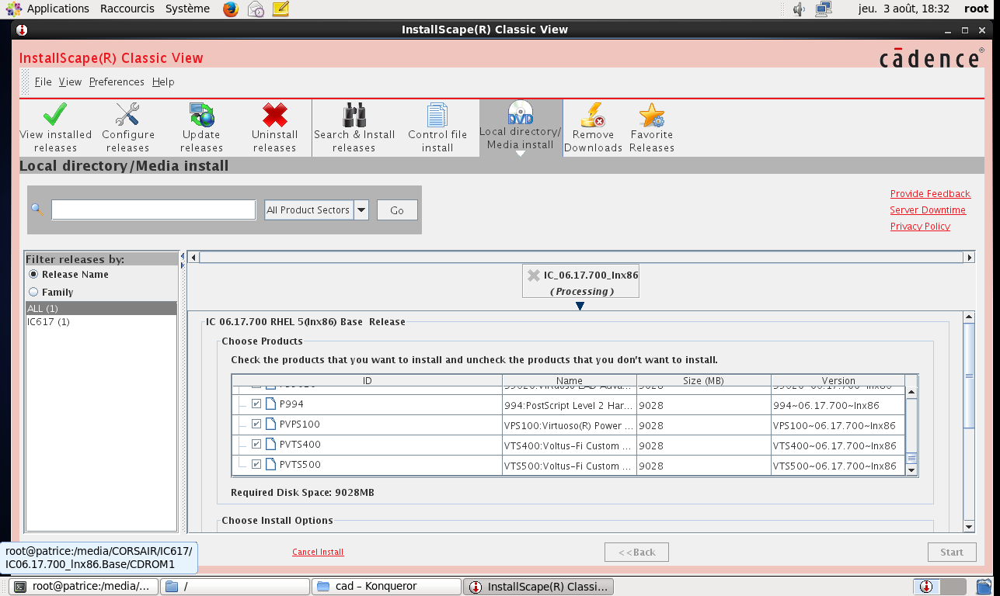 Applications Raccourcis Système jeu. 3 août, 18:32 root
InstallScape(R) Classic View
InstallScape(R) Classic View
cādence®
File View Preferences Help
View installed releases
Configure releases
Update releases
Uninstall releases
Search & Install releases
Control file install
DVD
Local directory/ Media install
Remove Downloads
Favorite Releases
Local directory/Media install
All Product Sectors
Go
Provide Feedback
Server Downtime
Privacy Policy
Filter releases by:
Release Name
Family
ALL (1)
IC617 (1)
IC_06.17.700_lnx86
(Processing)
IC 06.17.700 RHEL 5(lnx86) Base Release
Choose Products
Check the products that you want to install and uncheck the products that you don't want to install.
ID Name Size (MB) Version
P994 994:PostScript Level 2 Har... 9028 994~06.17.700~lnx86
PVPS100 VPS100:Virtuoso(R) Power ... 9028 VPS100~06.17.700~lnx86
PVTS400 VTS400:Voltus-Fi Custom ... 9028 VTS400~06.17.700~lnx86
PVTS500 VTS500:Voltus-Fi Custom ... 9028 VTS500~06.17.700~lnx86
Required Disk Space: 9028MB
Choose Install Options
root@patrice:/media/CORSAIR/IC617/
IC06.17.700_lnx86.Base/CDROM1
Cancel Install
<<Back
Start
root@patrice:/media/... / cad – Konqueror InstallScape(R) Classi...